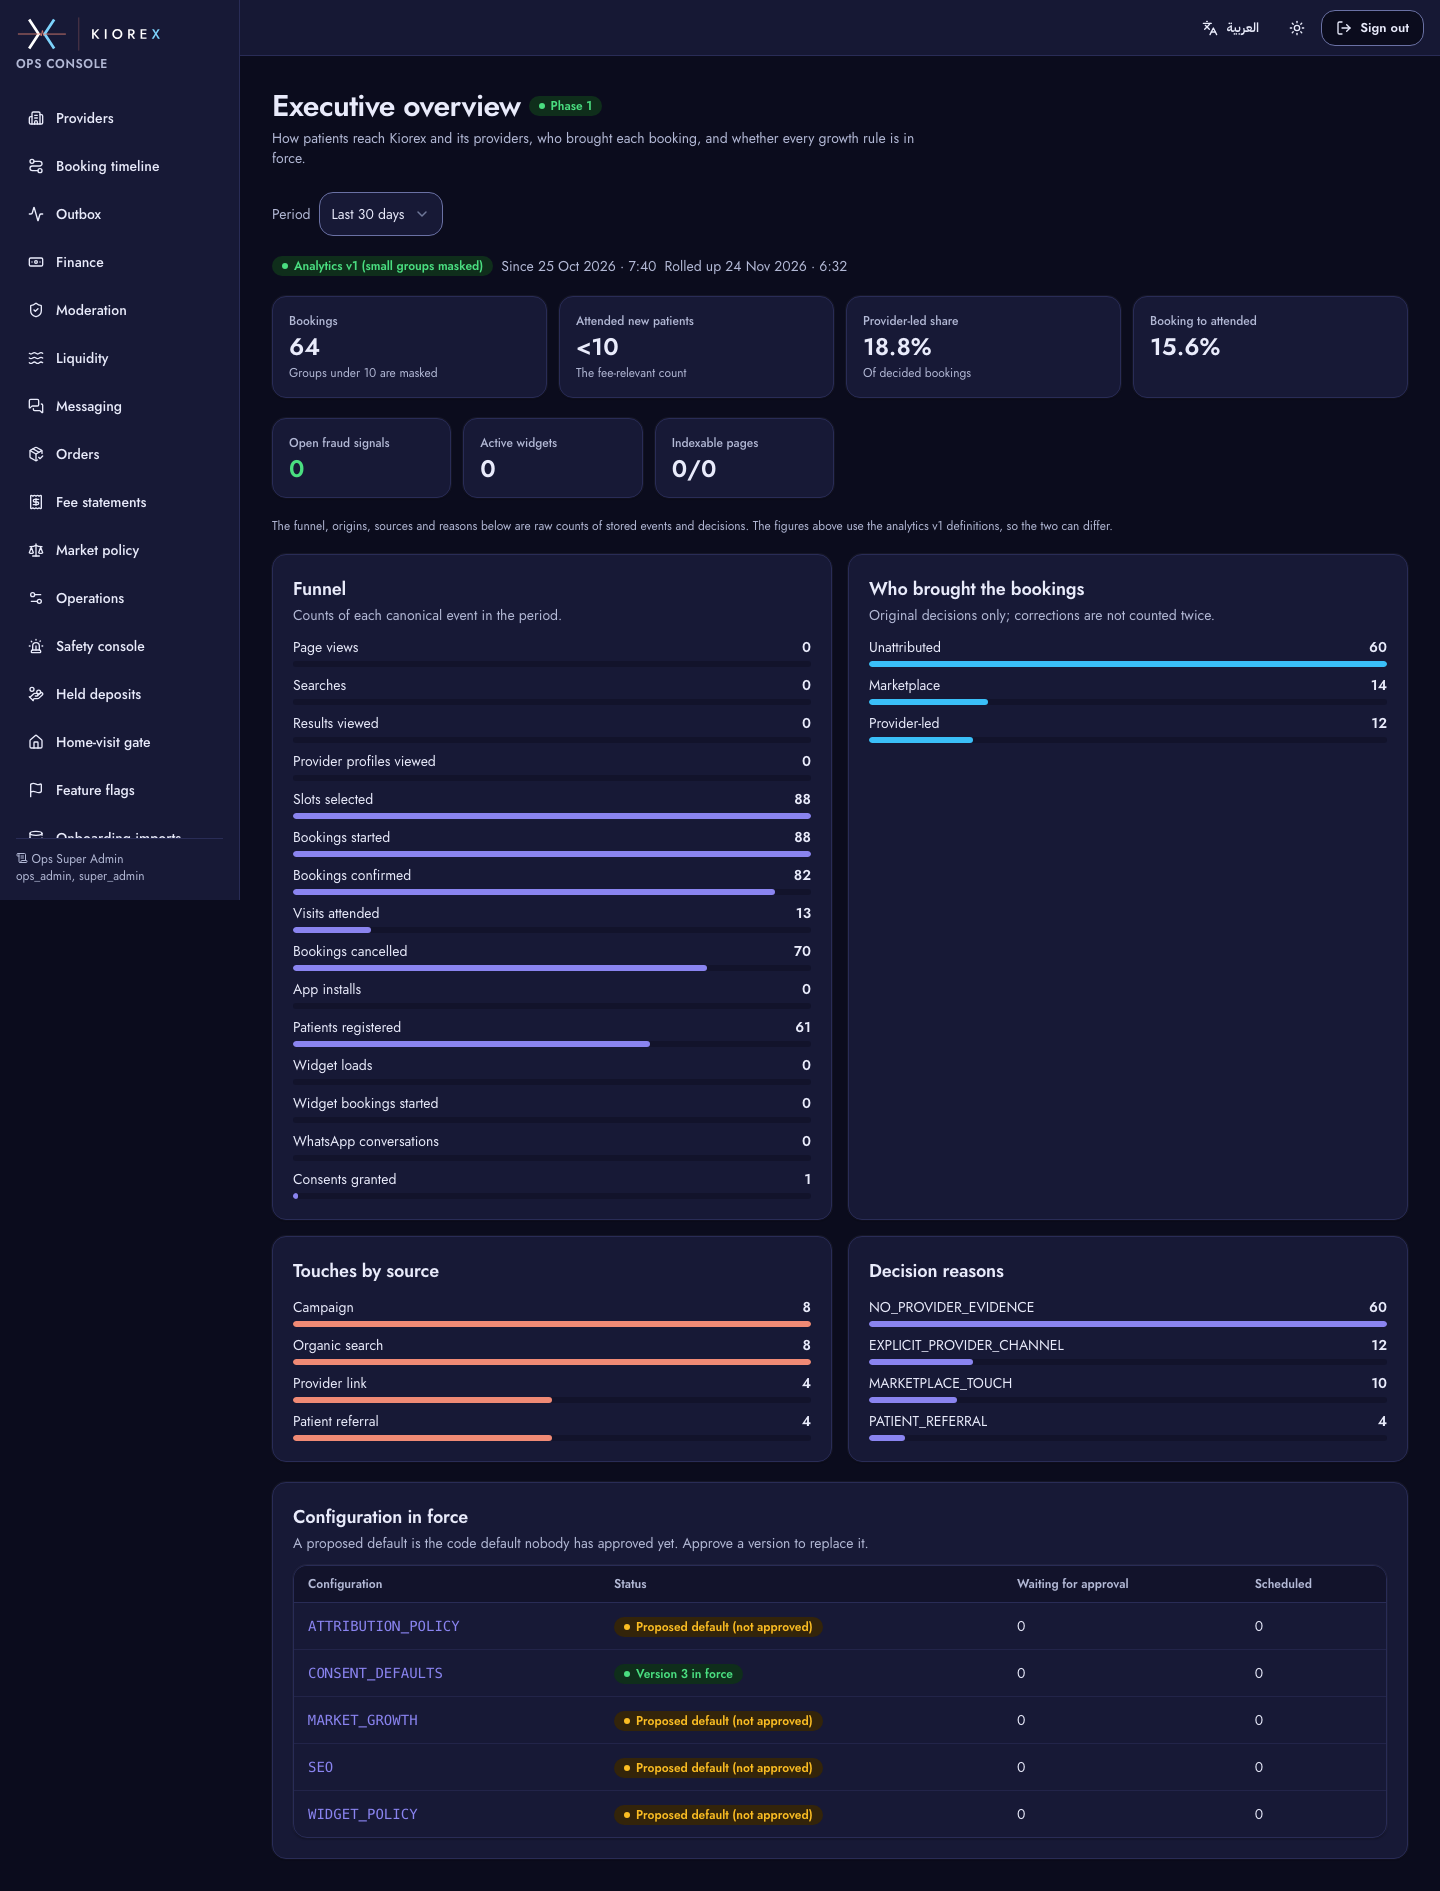 KIOREX
OPS CONSOLE
العربية
Sign out
Providers
Booking timeline
Outbox
Finance
Moderation
Liquidity
Messaging
Orders
Fee statements
Market policy
Operations
Safety console
Held deposits
Home-visit gate
Feature flags
Onboarding imports
Ops Super Admin
ops_admin, super_admin
Executive overview
Phase 1
How patients reach Kiorex and its providers, who brought each booking, and whether every growth rule is in
force.
Period
Last 30 days
Analytics v1 (small groups masked) Since 25 Oct 2026 · 7:40 Rolled up 24 Nov 2026 · 6:32
Bookings
64
Groups under 10 are masked
Attended new patients
<10
The fee-relevant count
Provider-led share
18.8%
Of decided bookings
Booking to attended
15.6%
Open fraud signals
0
Active widgets
0
Indexable pages
0/0
The funnel, origins, sources and reasons below are raw counts of stored events and decisions. The figures above use the analytics v1 definitions, so the two can differ.
Funnel
Counts of each canonical event in the period.
Page views 0
Searches 0
Results viewed 0
Provider profiles viewed 0
Slots selected 88
Bookings started 88
Bookings confirmed 82
Visits attended 13
Bookings cancelled 70
App installs 0
Patients registered 61
Widget loads 0
Widget bookings started 0
WhatsApp conversations 0
Consents granted 1
Who brought the bookings
Original decisions only; corrections are not counted twice.
Unattributed 60
Marketplace 14
Provider-led 12
Touches by source
Campaign 8
Organic search 8
Provider link 4
Patient referral 4
Decision reasons
NO_PROVIDER_EVIDENCE 60
EXPLICIT_PROVIDER_CHANNEL 12
MARKETPLACE_TOUCH 10
PATIENT_REFERRAL 4
Configuration in force
A proposed default is the code default nobody has approved yet. Approve a version to replace it.
Configuration Status Waiting for approval Scheduled
ATTRIBUTION_POLICY Proposed default (not approved) 0 0
CONSENT_DEFAULTS Version 3 in force 0 0
MARKET_GROWTH Proposed default (not approved) 0 0
SEO Proposed default (not approved) 0 0
WIDGET_POLICY Proposed default (not approved) 0 0